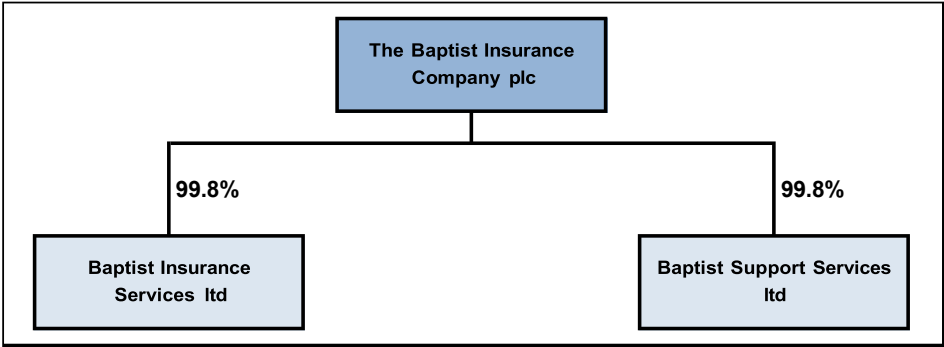 The Baptist Insurance
Company plc
99.8%
99.8%
Baptist Insurance
Services ltd
Baptist Support Services
ltd